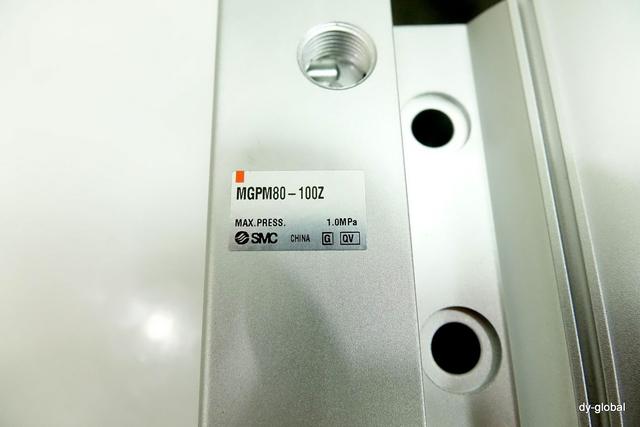 MGPM80-100Z
MAX.PRESS. 1.0MPa
SMC CHINA G QV
dy-global